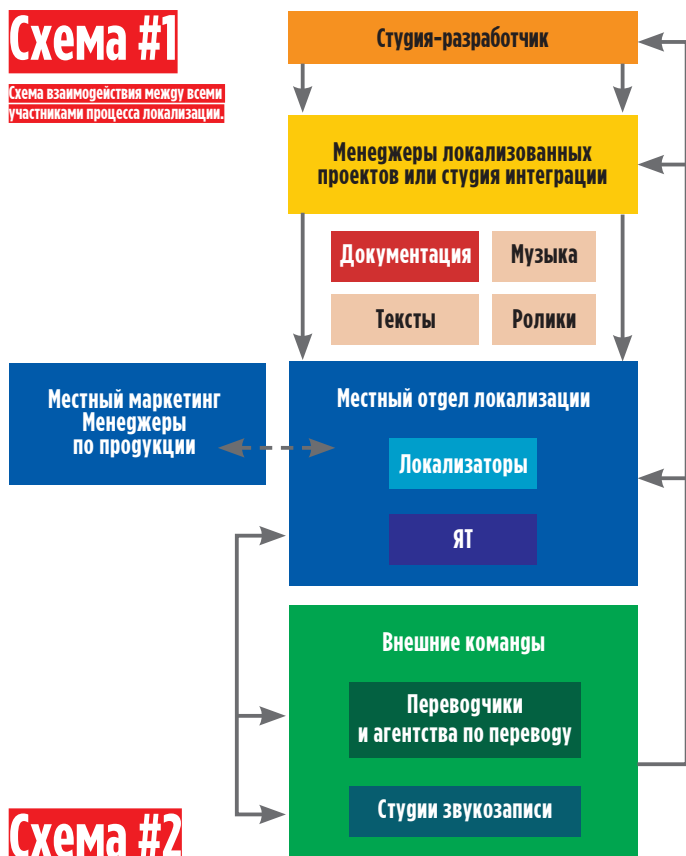 Схема #1
Схема взаимодействия между всеми
участниками процесса локализации.
Студия-разработчик
Менеджеры локализованных
проектов или студия интеграции
Документация
Музыка
Тексты
Ролики
Местный маркетинг
Менеджеры
по продукции
Местный отдел локализации
Локализаторы
ЯТ
Внешние команды
Переводчики
и агентства по переводу
Студии звукозаписи
Схема #2